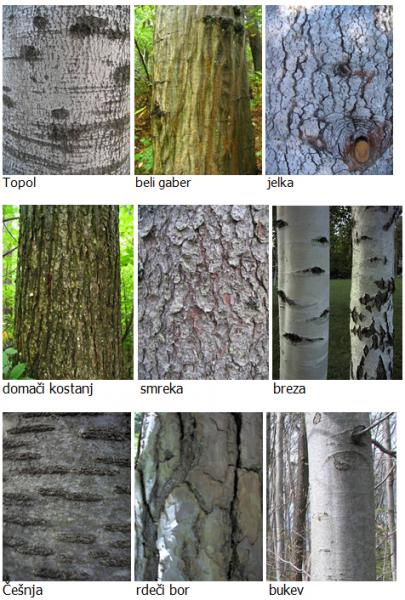 Topol
beli gaber
jelka
domači kostanj
smreka
breza
Češnja
rdeči bor
bukev